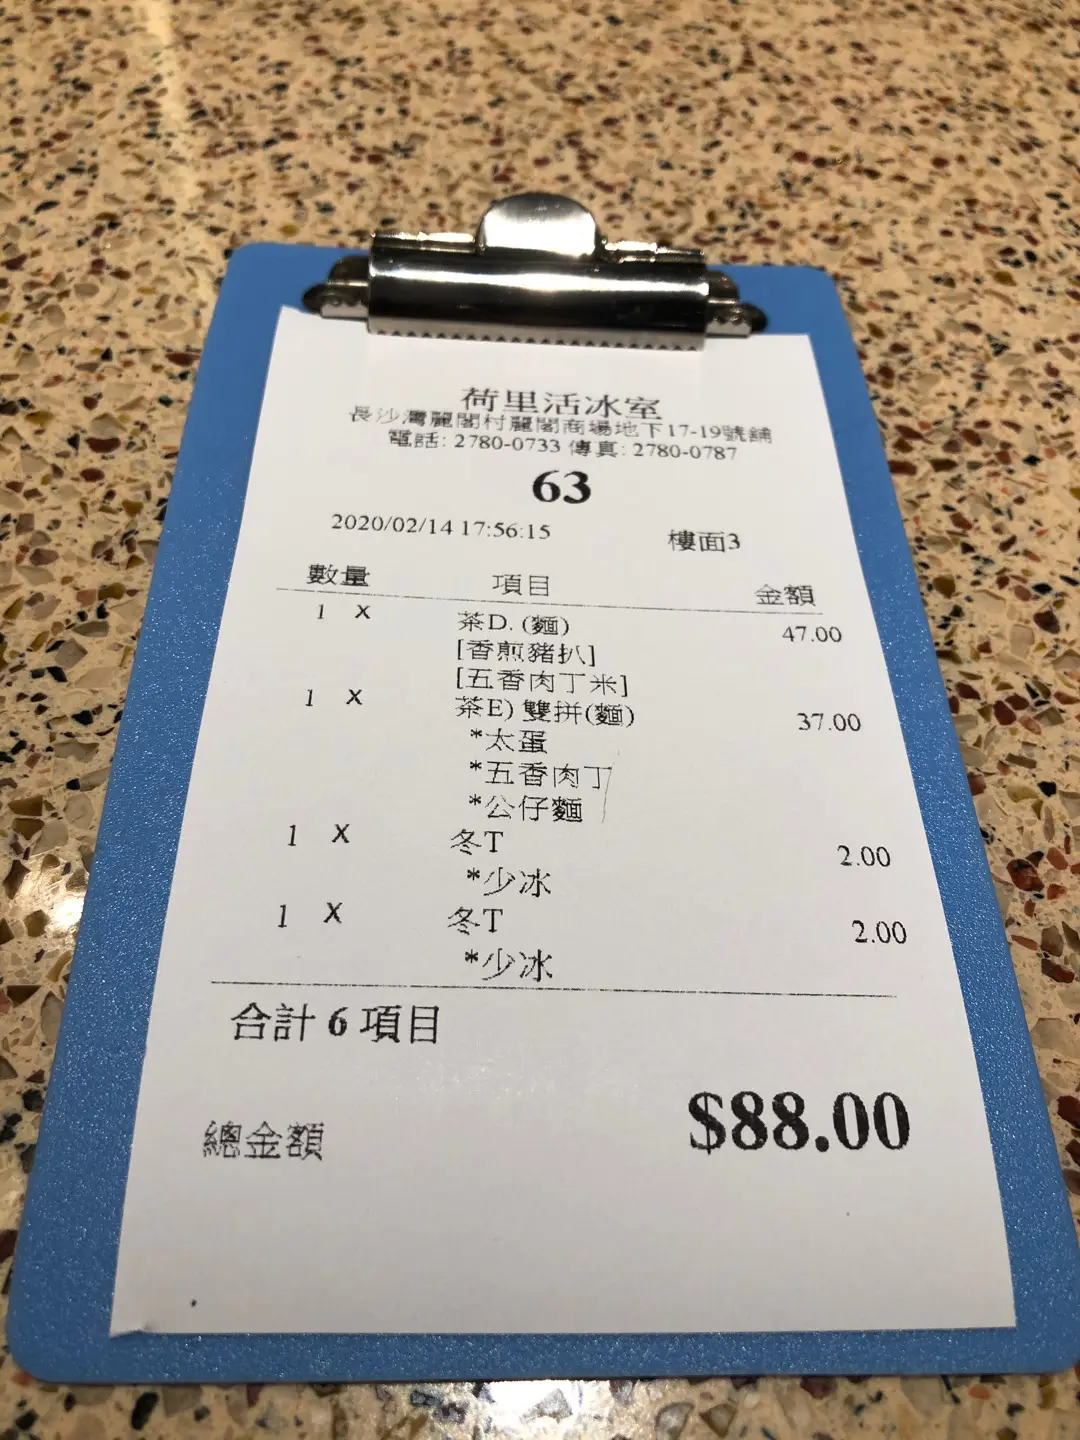 荷里活冰室
長沙灣麗閣村麗閣商場地下17-19號舖
電話: 2780-0733 傳真: 2780-0787
63
2020/02/14 17:56:15 樓面3
數量 項目 金額
1 X 茶D. (麵) 47.00
[香煎豬扒]
[五香肉丁米]
1 X 茶E) 雙拼(麵) 37.00
*太蛋
*五香肉丁
*公仔麵
1 X 冬T 2.00
*少冰
1 X 冬T 2.00
*少冰
合計 6 項目
總金額 $88.00